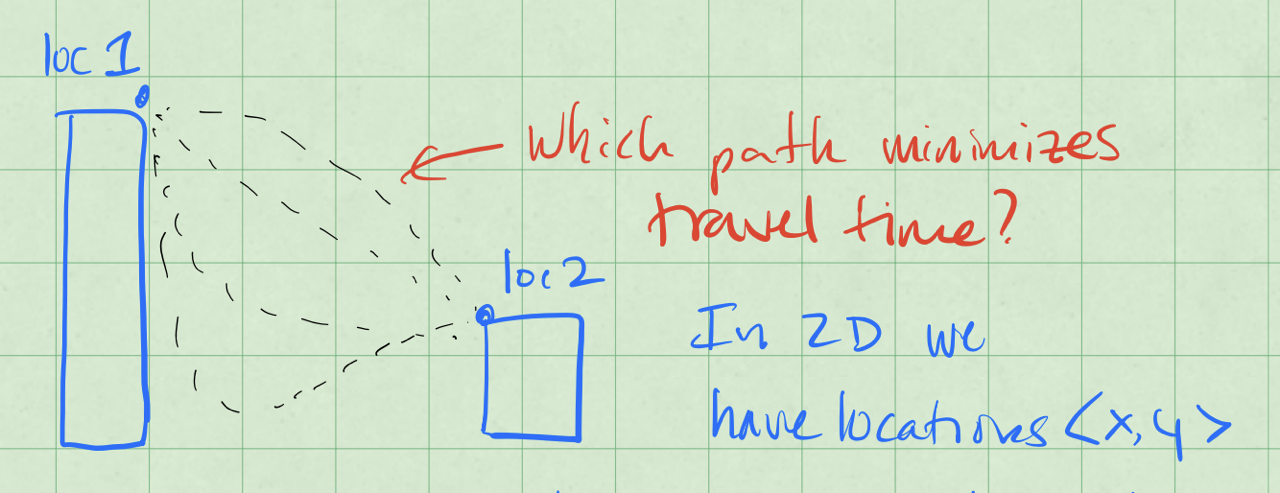 loc 1
Which path minimizes
travel time?
loc 2
In 2D we
have locations <x,y>